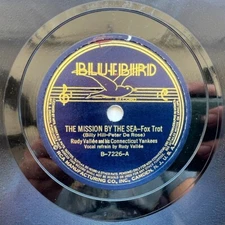 BLUEBIRD
THE MISSION BY THE SEA—Fox Trot
(Billy Hill-Peter De Rose)
Rudy Vallée and his Connecticut Yankees
Vocal refrain by Rudy Vallée
B-7226-A
RCA MANUFACTURING CO., INC., CAMDEN, N.J., U.S.A.